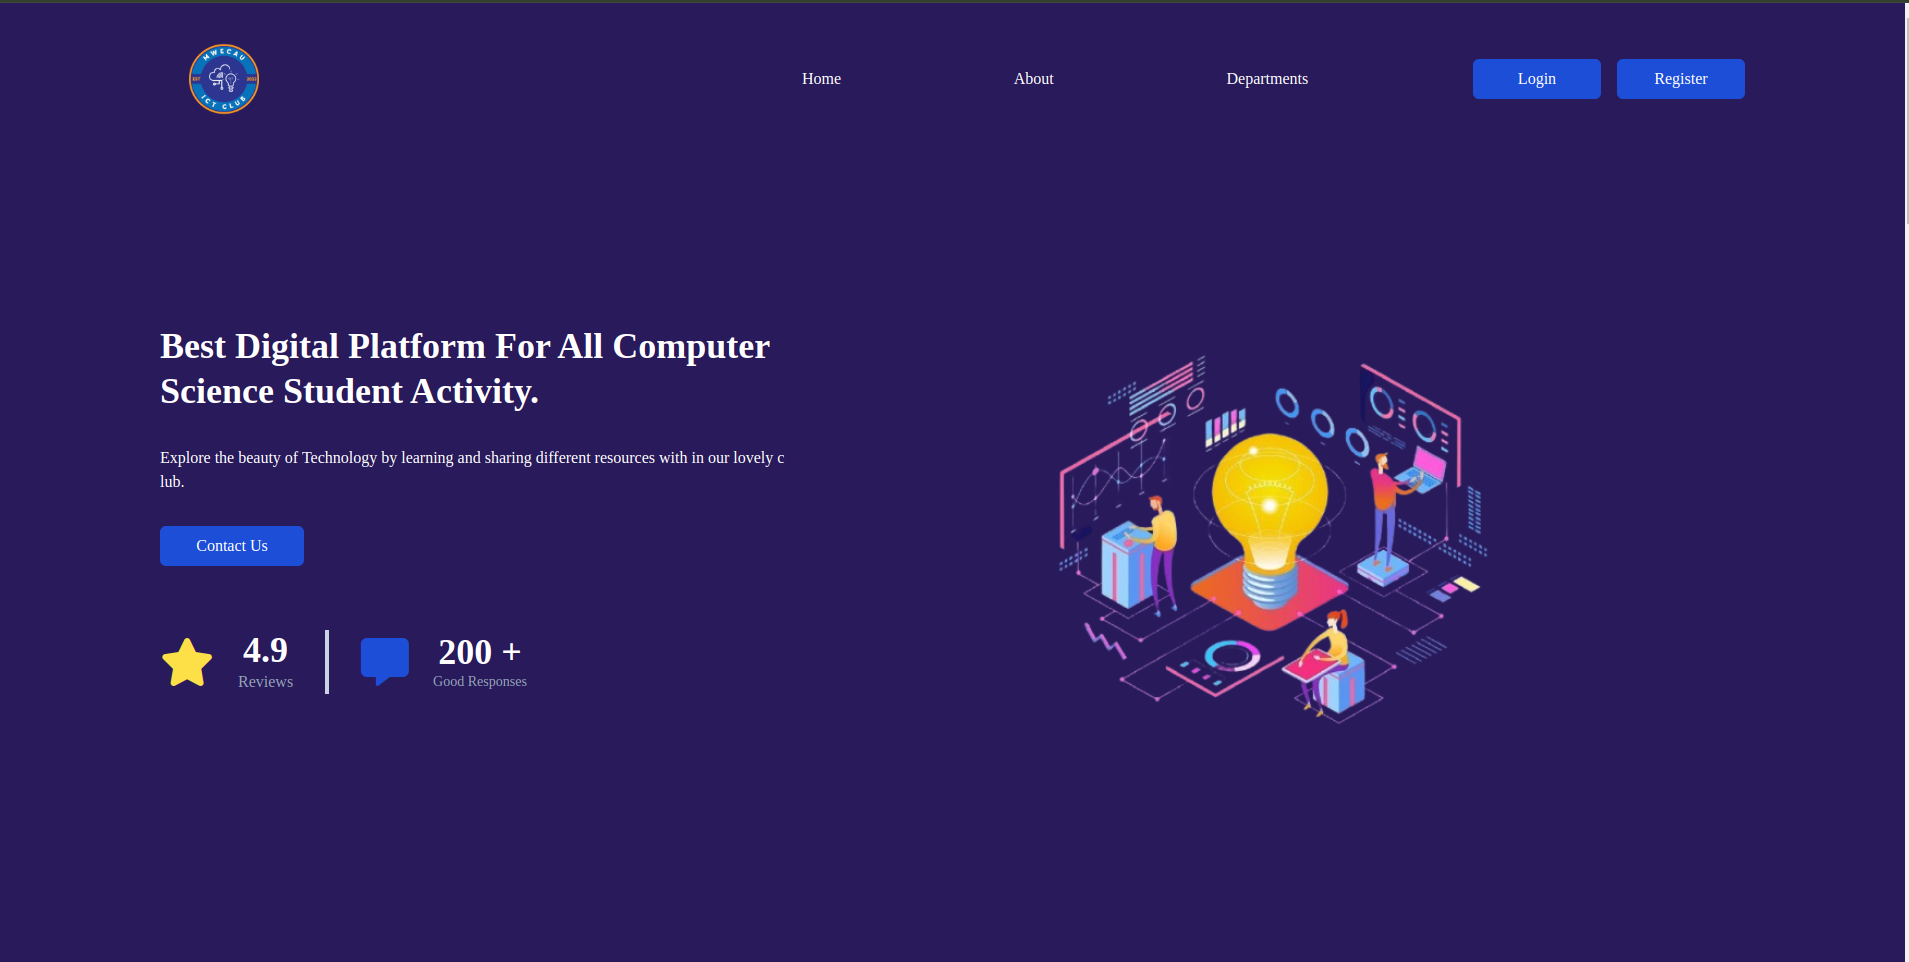 MWECAU
EST
2022
ICT CLUB
Home
About
Departments
Login
Register
Best Digital Platform For All Computer
Science Student Activity.
Explore the beauty of Technology by learning and sharing different resources with in our lovely c
lub.
Contact Us
4.9
Reviews
200 +
Good Responses